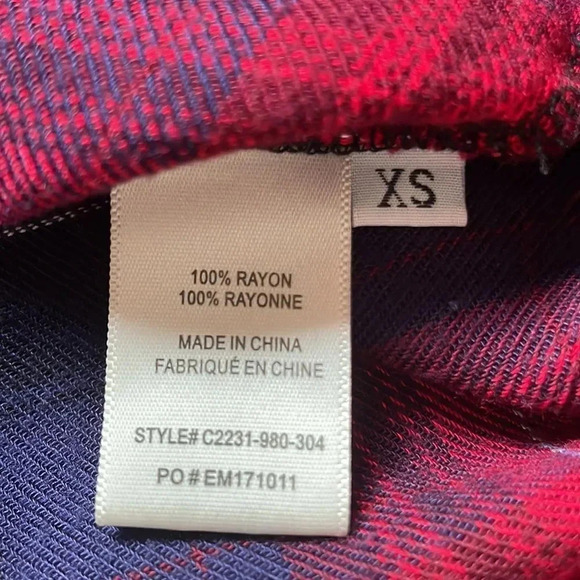 XS
100% RAYON
100% RAYONNE
MADE IN CHINA
FABRIQUÉ EN CHINE
STYLE# C2231-980-304
PO # EM171011